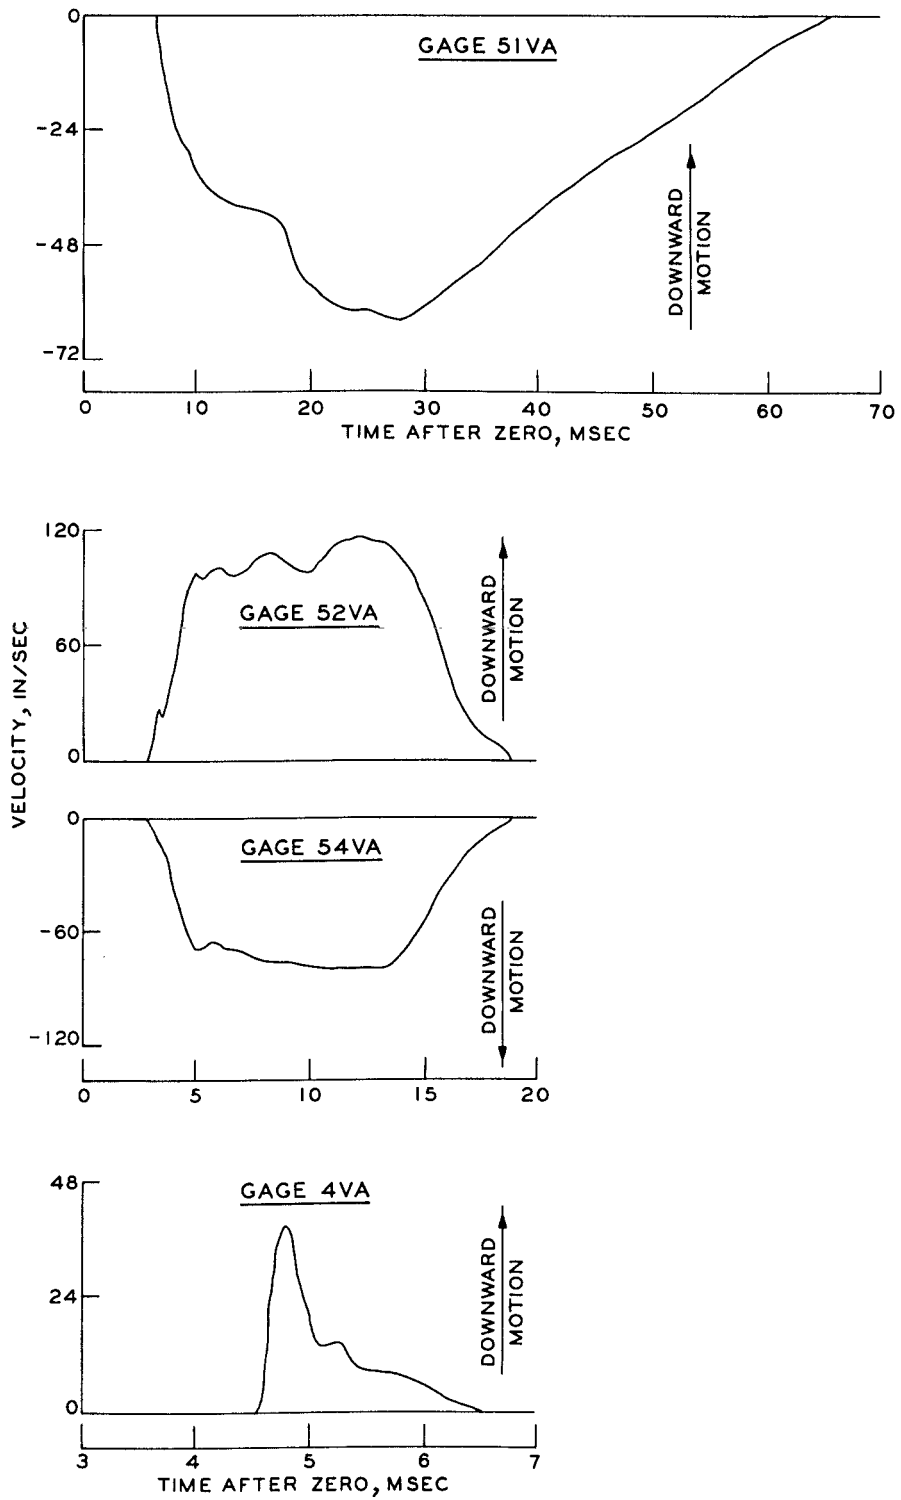 0
GAGE 51VA
-24
-48
-72
DOWNWARD
MOTION
0 10 20 30 40 50 60 70
TIME AFTER ZERO, MSEC
VELOCITY, IN/SEC
120
GAGE 52VA
60
0
DOWNWARD
MOTION
0
GAGE 54VA
-60
-120
DOWNWARD
MOTION
0 5 10 15 20
48
GAGE 4VA
24
0
DOWNWARD
MOTION
3 4 5 6 7
TIME AFTER ZERO, MSEC